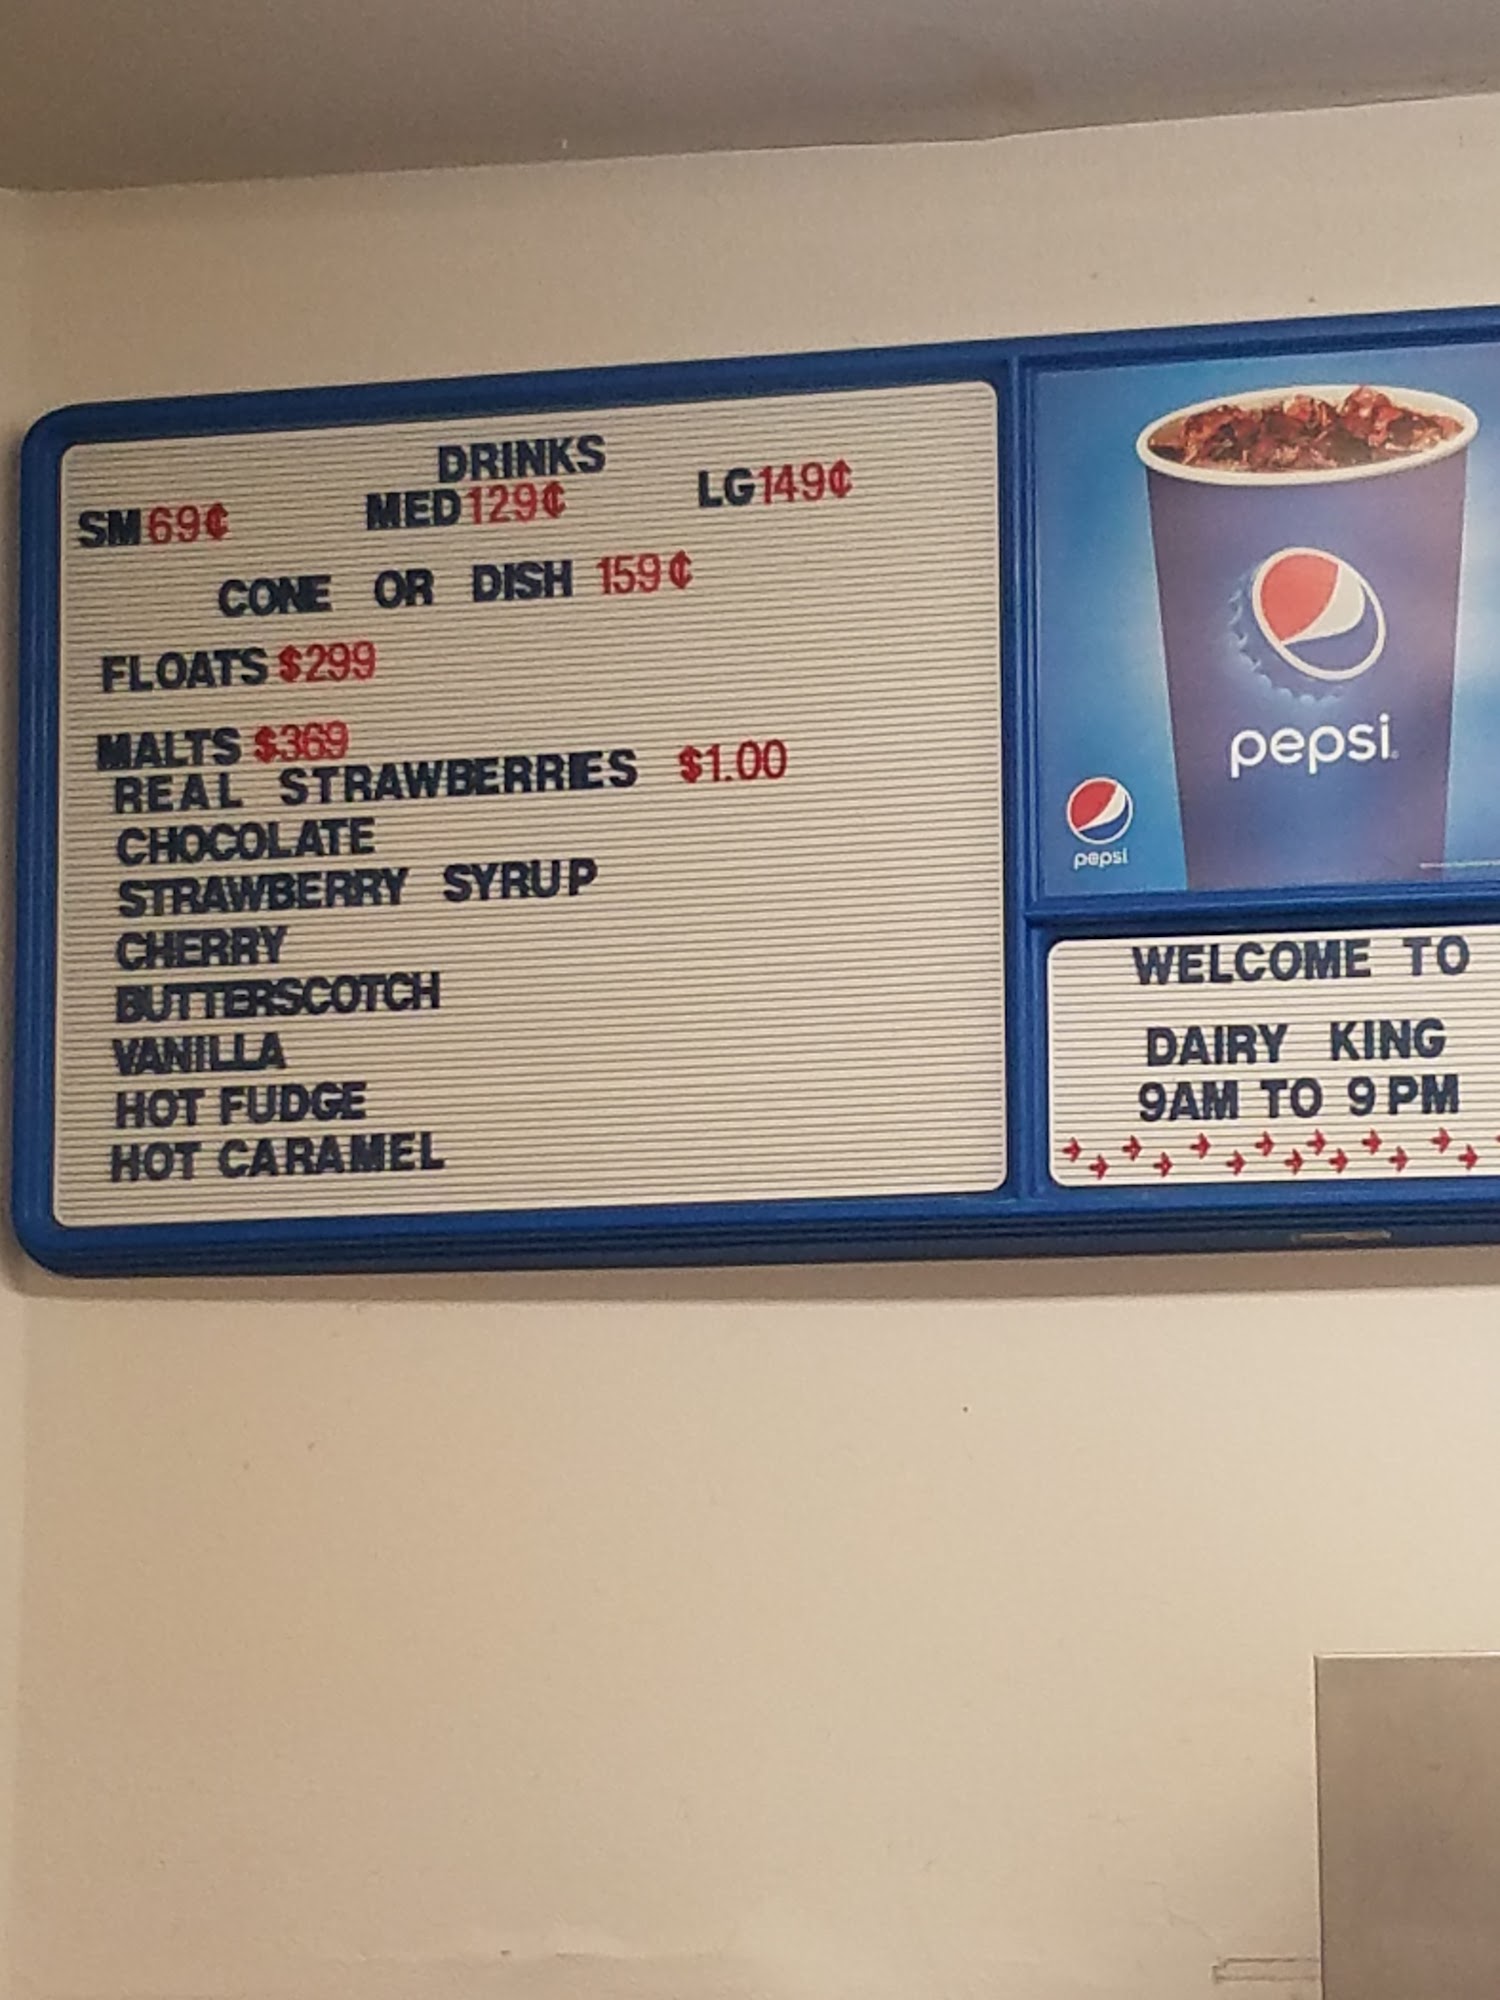 DRINKS
SM 69¢ MED 129¢ LG 149¢
CONE OR DISH 159¢
FLOATS $299
MALTS $369
REAL STRAWBERRIES $1.00
CHOCOLATE
STRAWBERRY SYRUP
CHERRY
BUTTERSCOTCH
VANILLA
HOT FUDGE
HOT CARAMEL
pepsi
pepsi
WELCOME TO
DAIRY KING
9AM TO 9PM